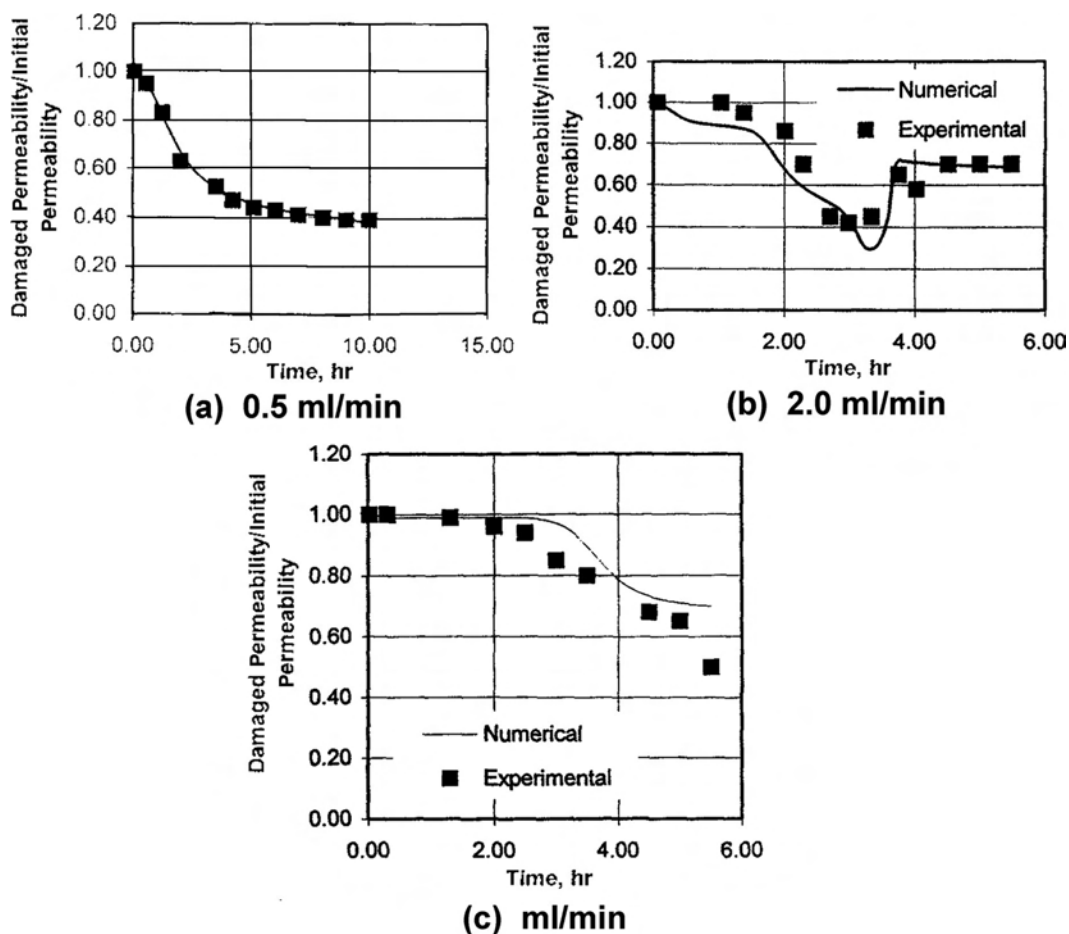 1.20
1.00
0.80
0.60
0.40
0.20
0.00
Damaged Permeability/Initial
Permeability
0.00 5.00 10.00 15.00
Time, hr
(a) 0.5 ml/min
1.20
1.00
0.80
0.60
0.40
0.20
0.00
Damaged Permeability/Initial
Permeability
Numerical
Experimental
0.00 2.00 4.00 6.00
Time, hr
(b) 2.0 ml/min
1.20
1.00
0.80
0.60
0.40
0.20
0.00
Damaged Permeability/Initial
Permeability
Numerical
Experimental
0.00 2.00 4.00 6.00
Time, hr
(c) ml/min